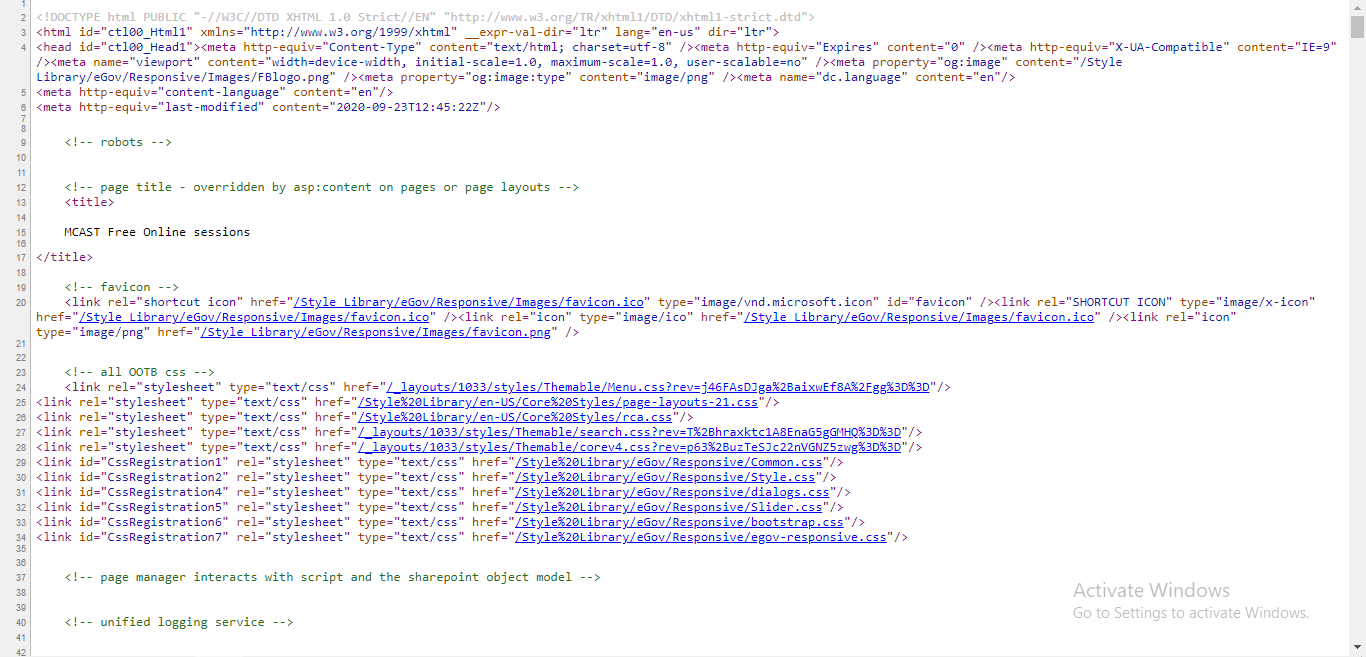 1
2 <!DOCTYPE html PUBLIC "-//W3C//DTD XHTML 1.0 Strict//EN" "http://www.w3.org/TR/xhtml1/DTD/xhtml1-strict.dtd">
3 <html id="ctl00_Html1" xmlns="http://www.w3.org/1999/xhtml" __expr-val-dir="ltr" lang="en-us" dir="ltr">
4 <head id="ctl00_Head1"><meta http-equiv="Content-Type" content="text/html; charset=utf-8" /><meta http-equiv="Expires" content="0" /><meta http-equiv="X-UA-Compatible" content="IE=9"
/><meta name="viewport" content="width=device-width, initial-scale=1.0, maximum-scale=1.0, user-scalable=no" /><meta property="og:image" content="/Style
Library/eGov/Responsive/Images/FBlogo.png" /><meta property="og:image:type" content="image/png" /><meta name="dc.language" content="en"/>
5 <meta http-equiv="content-language" content="en"/>
6 <meta http-equiv="last-modified" content="2020-09-23T12:45:22Z"/>
7
8
9 <!-- robots -->
10
11
12 <!-- page title - overridden by asp:content on pages or page layouts -->
13 <title>
14
15 MCAST Free Online sessions
16
17 </title>
18
19 <!-- favicon -->
20 <link rel="shortcut icon" href="/Style Library/eGov/Responsive/Images/favicon.ico" type="image/vnd.microsoft.icon" id="favicon" /><link rel="SHORTCUT ICON" type="image/x-icon"
href="/Style Library/eGov/Responsive/Images/favicon.ico" /><link rel="icon" type="image/ico" href="/Style Library/eGov/Responsive/Images/favicon.ico" /><link rel="icon"
type="image/png" href="/Style Library/eGov/Responsive/Images/favicon.png" />
21
22
23 <!-- all OOTB css -->
24 <link rel="stylesheet" type="text/css" href="/_layouts/1033/styles/Themable/Menu.css?rev=j46FAsDJga%2BaixwEf8A%2Fgg%3D%3D"/>
25 <link rel="stylesheet" type="text/css" href="/Style%20Library/en-US/Core%20Styles/page-layouts-21.css"/>
26 <link rel="stylesheet" type="text/css" href="/Style%20Library/en-US/Core%20Styles/rca.css"/>
27 <link rel="stylesheet" type="text/css" href="/_layouts/1033/styles/Themable/search.css?rev=T%2Bhraxktc1A8EnaG5gGMHQ%3D%3D"/>
28 <link rel="stylesheet" type="text/css" href="/_layouts/1033/styles/Themable/corev4.css?rev=p63%2BuzTeSJc22nVGNZ5zwg%3D%3D"/>
29 <link id="CssRegistration1" rel="stylesheet" type="text/css" href="/Style%20Library/eGov/Responsive/Common.css"/>
30 <link id="CssRegistration2" rel="stylesheet" type="text/css" href="/Style%20Library/eGov/Responsive/Style.css"/>
31 <link id="CssRegistration4" rel="stylesheet" type="text/css" href="/Style%20Library/eGov/Responsive/dialogs.css"/>
32 <link id="CssRegistration5" rel="stylesheet" type="text/css" href="/Style%20Library/eGov/Responsive/Slider.css"/>
33 <link id="CssRegistration6" rel="stylesheet" type="text/css" href="/Style%20Library/eGov/Responsive/bootstrap.css"/>
34 <link id="CssRegistration7" rel="stylesheet" type="text/css" href="/Style%20Library/eGov/Responsive/egov-responsive.css"/>
35
36
37 <!-- page manager interacts with script and the sharepoint object model -->
38
39
40 <!-- unified logging service -->
41
42
Activate Windows
Go to Settings to activate Windows.